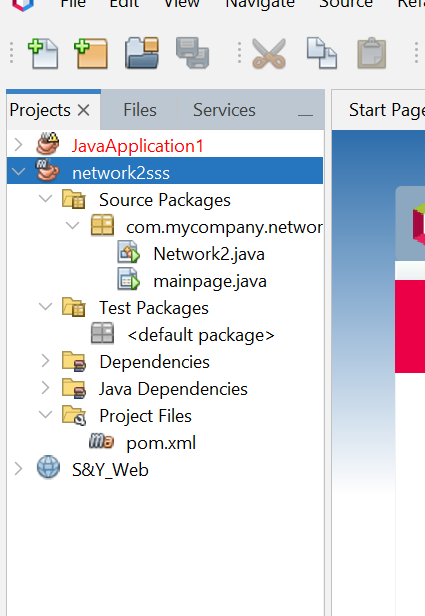 File Edit View Navigate Source Refa
Projects Files Services Start Page
JavaApplication1
network2sss
Source Packages
com.mycompany.networ
Network2.java
mainpage.java
Test Packages
<default package>
Dependencies
Java Dependencies
Project Files
pom.xml
S&Y_Web